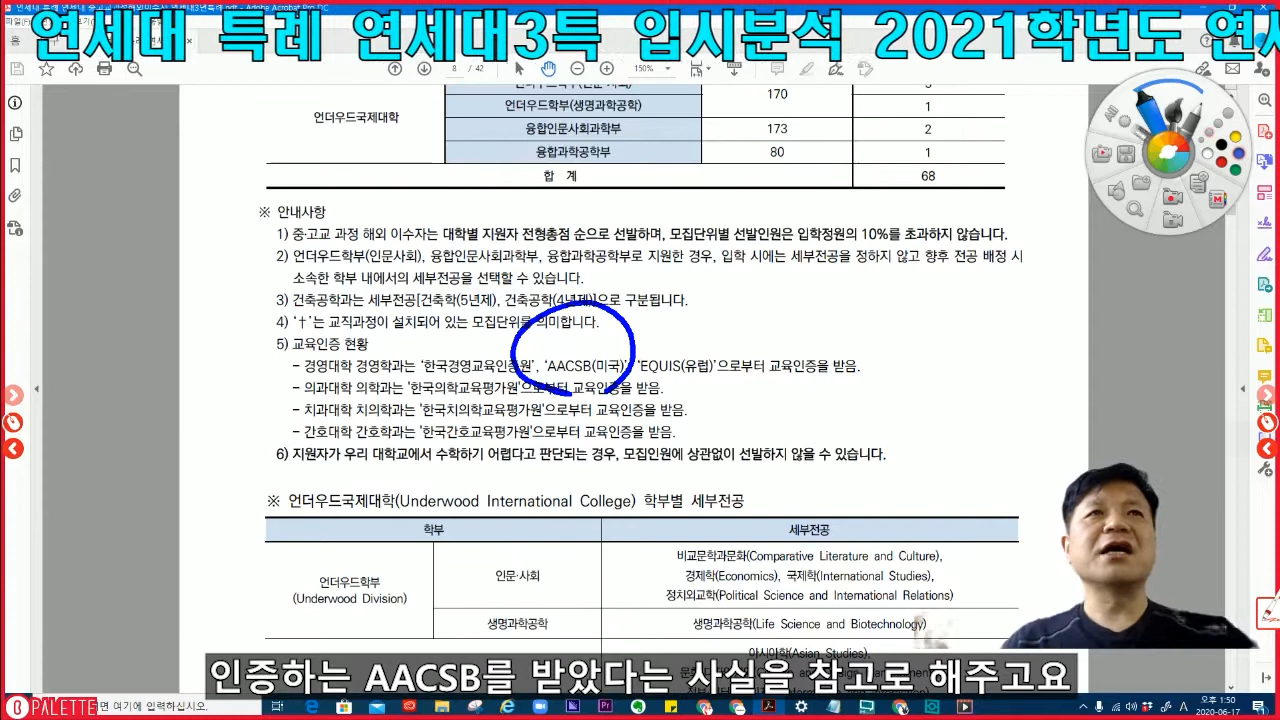 연세대 특례 연세대3특 입시분석 2021학년도 연세
8 / 42
150%
170
언더우드국제대학
언더우드학부(생명과학공학) 1
융합인문사회과학부 173 2
융합과학공학부 80 1
합 계 68
※ 안내사항
1) 중·고교 과정 해외 이수자는 대학별 지원자 전형총점 순으로 선발하며, 모집단위별 선발인원은 입학정원의 10%를 초과하지 않습니다.
2) 언더우드학부(인문사회), 융합인문사회과학부, 융합과학공학부로 지원한 경우, 입학 시에는 세부전공을 정하지 않고 향후 전공 배정 시
소속한 학부 내에서의 세부전공을 선택할 수 있습니다.
3) 건축공학과는 세부전공[건축학(5년제), 건축공학(4년제)]으로 구분됩니다.
4) ‘†’는 교직과정이 설치되어 있는 모집단위를 의미합니다.
5) 교육인증 현황
- 경영대학 경영학과는 ‘한국경영교육인증원’, ‘AACSB(미국)’ ‘EQUIS(유럽)’으로부터 교육인증을 받음.
- 의과대학 의학과는 ‘한국의학교육평가원’으로부터 교육인증을 받음.
- 치과대학 치의학과는 ‘한국치의학교육평가원’으로부터 교육인증을 받음.
- 간호대학 간호학과는 ‘한국간호교육평가원’으로부터 교육인증을 받음.
6) 지원자가 우리 대학교에서 수학하기 어렵다고 판단되는 경우, 모집인원에 상관없이 선발하지 않을 수 있습니다.
※ 언더우드국제대학(Underwood International College) 학부별 세부전공
학부 세부전공
언더우드학부
(Underwood Division)
인문·사회
비교문학과문화(Comparative Literature and Culture),
경제학(Economics), 국제학(International Studies),
정치외교학(Political Science and International Relations)
생명과학공학 생명과학공학(Life Science and Biotechnology)
아시아학(Asian Studies),
인증하는 AACSB를 받았다는 사실을 참고로 해주고요
PALETTE
면 여기에 입력하십시오.
오후 1:50
2020-06-17